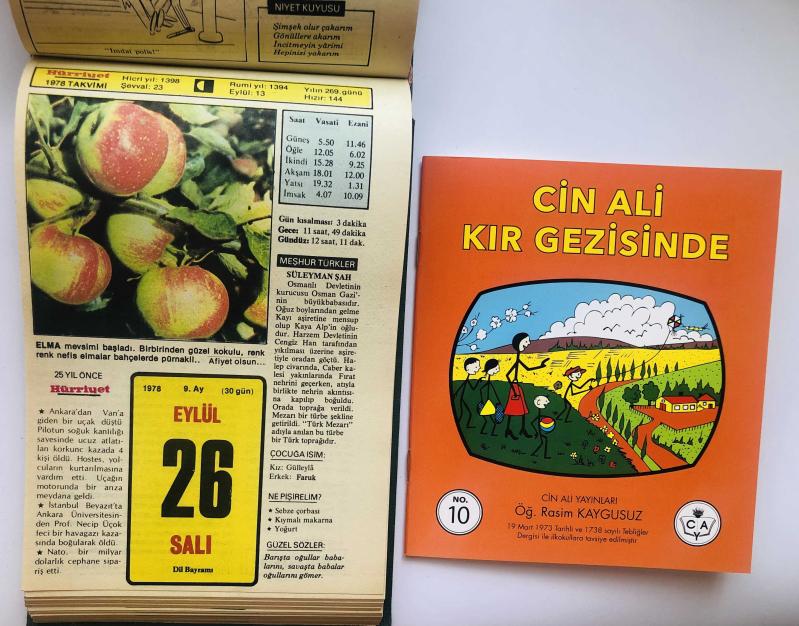 "İmdat polis!"
NİYET KUYUSU
Şimşek olur çakarım
Gönüllere akarım
İncitmeyin yârimi
Hepinizi yakarım
Hürriyet
1978 TAKVİMİ
Hicri yıl: 1398
Şevval: 23
Rumi yıl: 1394
Eylül: 13
Yılın 269.günü
Hızır: 144
Saat Vasati Ezani
Güneş 5.50 11.46
Öğle 12.05 6.02
İkindi 15.28 9.25
Akşam 18.01 12.00
Yatsı 19.32 1.31
İmsak 4.07 10.09
Gün kısalması: 3 dakika
Gece: 11 saat, 49 dakika
Gündüz: 12 saat, 11 dak.
MEŞHUR TÜRKLER
SÜLEYMAN ŞAH
Osmanlı Devletinin
kurucusu Osman Gazi'-
nin büyükbabasıdır.
Oğuz boylarından gelme
Kayı aşiretine mensup
olup Kaya Alp'in oğlu-
dur. Harzem Devletinin
Cengiz Han tarafından
yıkılması üzerine aşire-
tiyle oradan göçtü. Ha-
lep civarında, Caber ka-
lesi yakınlarında Fırat
nehrini geçerken, atıyla
birlikte nehrin akıntısı-
na kapılıp boğuldu.
Orada toprağa verildi.
Mezarı bir türbe şekline
getirildi. "Türk Mezarı"
adıyla anılan bu türbe
bir Türk toprağıdır.
ÇOCUĞA İSİM:
Kız: Gülleylâ
Erkek: Faruk
NE PİŞİRELİM?
★ Sebze çorbası
★ Kıymalı makarna
★ Yoğurt
GÜZEL SÖZLER:
Barışta oğullar baba-
larını, savaşta babalar
oğullarını gömer.
ELMA mevsimi başladı. Birbirinden güzel kokulu, renk
renk nefis elmalar bahçelerde pürnakıl.. Afiyet olsun...
25 YIL ÖNCE
Hürriyet
★ Ankara'dan Van'a
giden bir uçak düştü
Pilotun soğuk kanlılığı
savesinde ucuz atlatı-
lan korkunc kazada 4
kişi öldü. Hostes, yol-
cuların kurtarılmasına
yardım etti. Uçağın
motorunda bir arıza
meydana geldi.
★ İstanbul Beyazıt'ta
Ankara Üniversitesin-
den Prof. Necip Üçok
feci bir havagazı kaza-
sında boğularak öldü.
★ Nato, bir milyar
dolarlık cephane sipa-
riş etti.
1978 9. Ay (30 gün)
EYLÜL
26
SALI
Dil Bayramı
CİN ALİ
KIR GEZİSİNDE
NO.
10
CİN ALİ YAYINLARI
Öğ. Rasim KAYGUSUZ
19 Mart 1973 Tarihli ve 1738 sayılı Tebliğler
Dergisi ile ilkokullara tavsiye edilmiştir
C A
Y